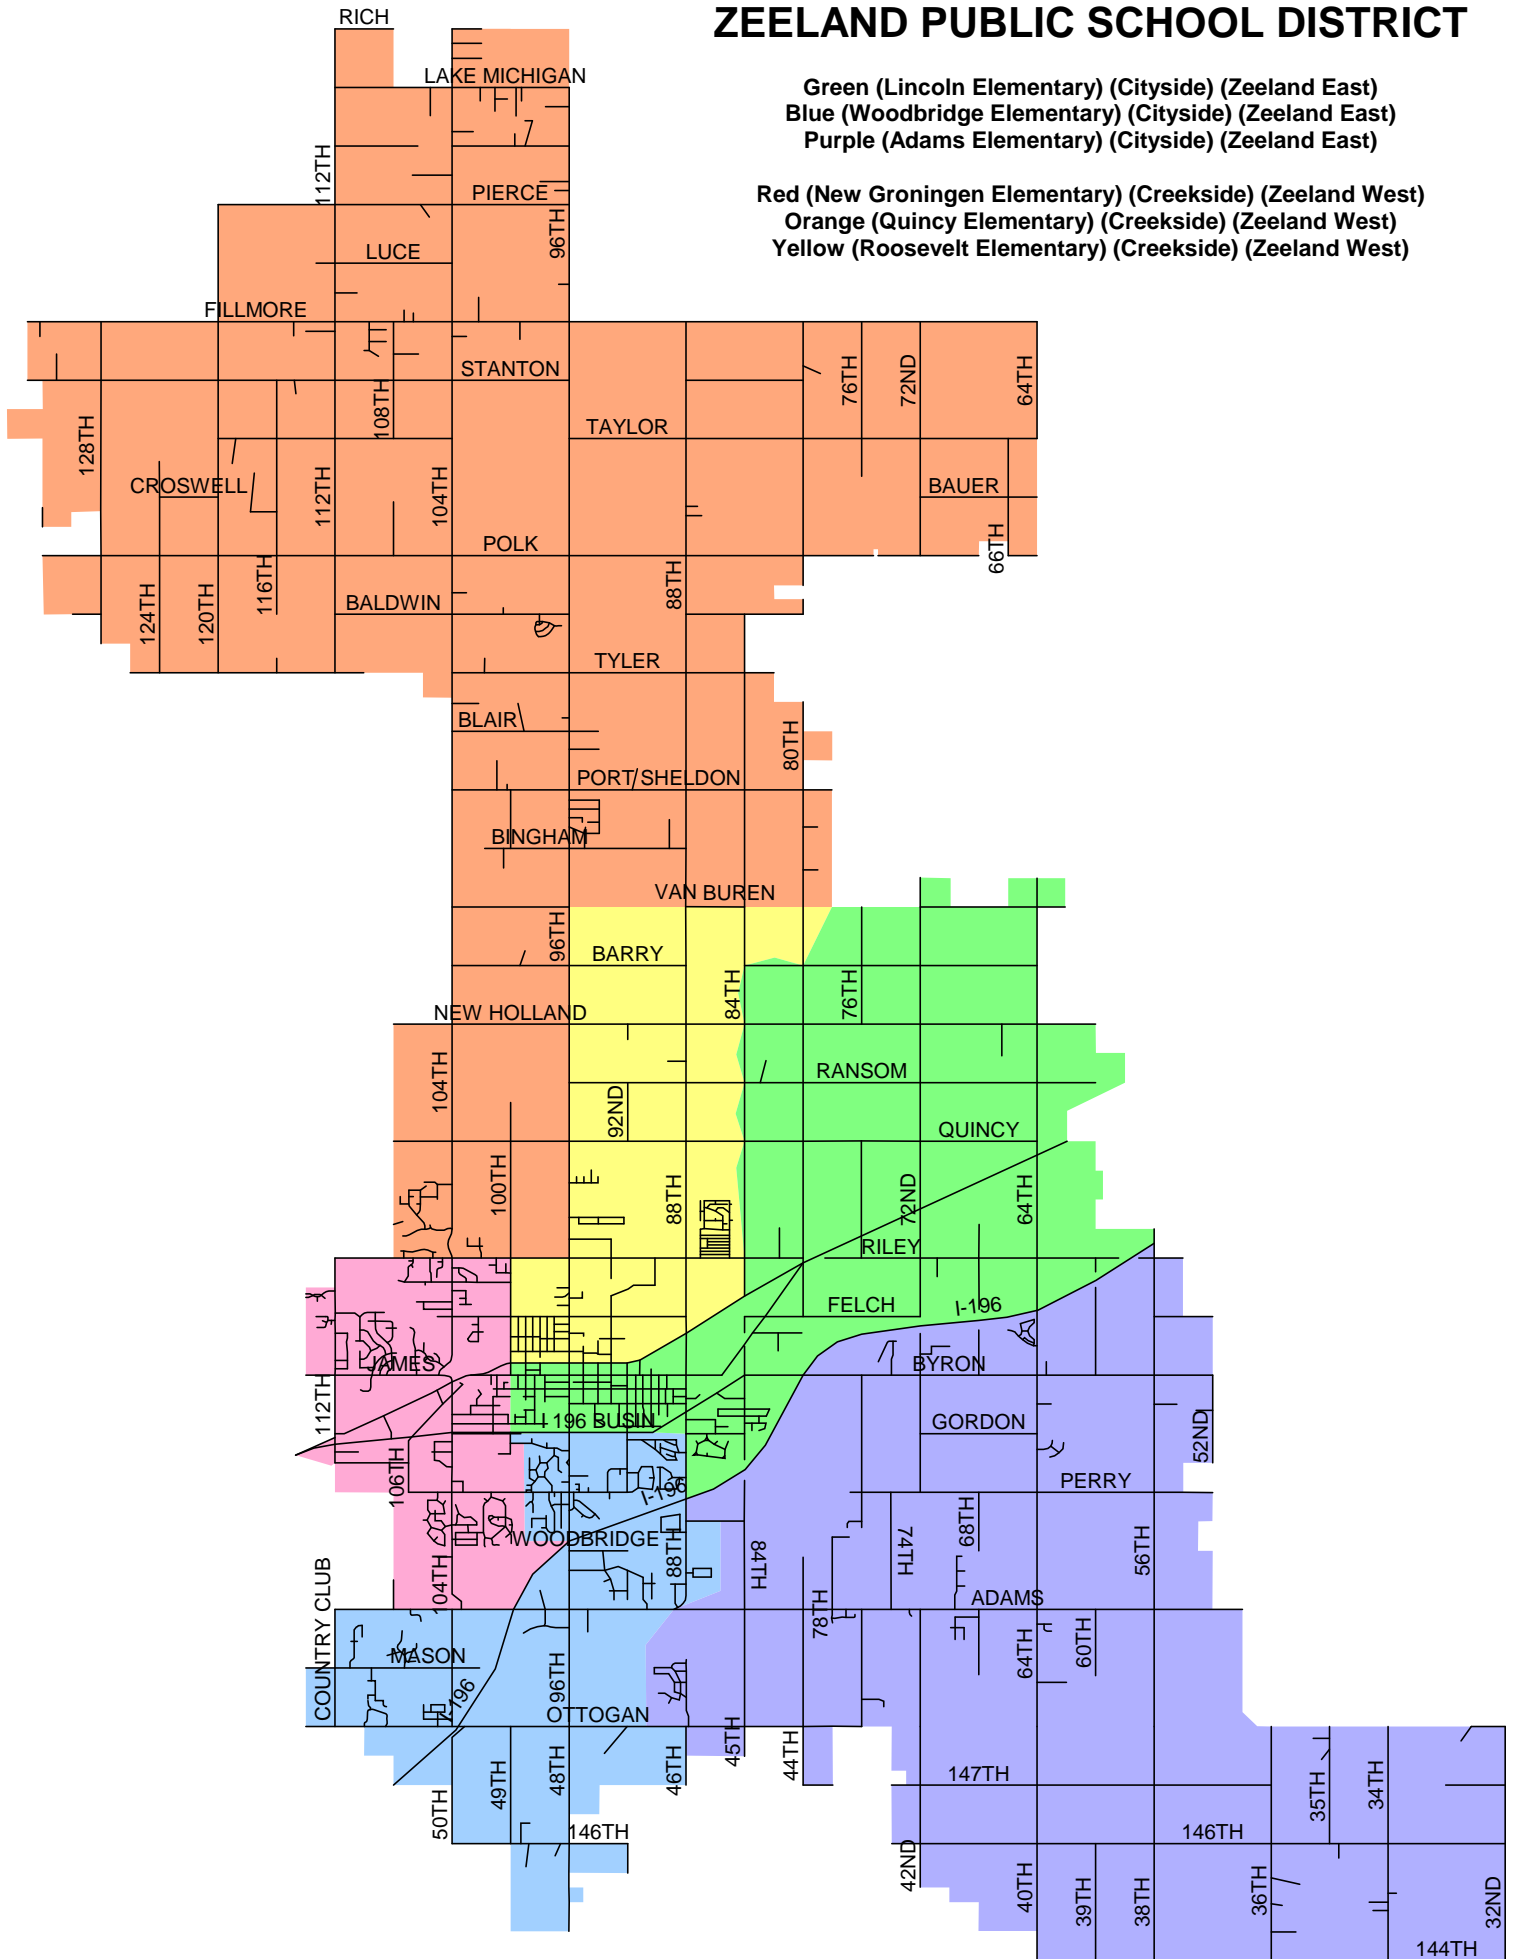 RICH
ZEELAND PUBLIC SCHOOL DISTRICT
LAKE MICHIGAN
Green (Lincoln Elementary) (Cityside) (Zeeland East)
Blue (Woodbridge Elementary) (Cityside) (Zeeland East)
Purple (Adams Elementary) (Cityside) (Zeeland East)
Red (New Groningen Elementary) (Creekside) (Zeeland West)
Orange (Quincy Elementary) (Creekside) (Zeeland West)
Yellow (Roosevelt Elementary) (Creekside) (Zeeland West)
112TH
PIERCE
96TH
LUCE
FILLMORE
STANTON
76TH
72ND
64TH
108TH
TAYLOR
128TH
CROSWELL
112TH
104TH
BAUER
POLK
66TH
124TH
120TH
116TH
BALDWIN
88TH
TYLER
BLAIR
80TH
PORT SHELDON
BINGHAM
VAN BUREN
96TH
BARRY
84TH
76TH
NEW HOLLAND
104TH
RANSOM
92ND
QUINCY
100TH
88TH
72ND
64TH
RILEY
FELCH
I-196
JAMES
BYRON
112TH
I-196 BUSIN
GORDON
52ND
106TH
I-196
PERRY
WOODBRIDGE
88TH
84TH
74TH
68TH
56TH
COUNTRY CLUB
104TH
78TH
ADAMS
MASON
96TH
64TH
60TH
I-196
OTTOGAN
45TH
44TH
49TH
48TH
46TH
147TH
35TH
34TH
50TH
146TH
146TH
42ND
40TH
39TH
38TH
36TH
32ND
144TH